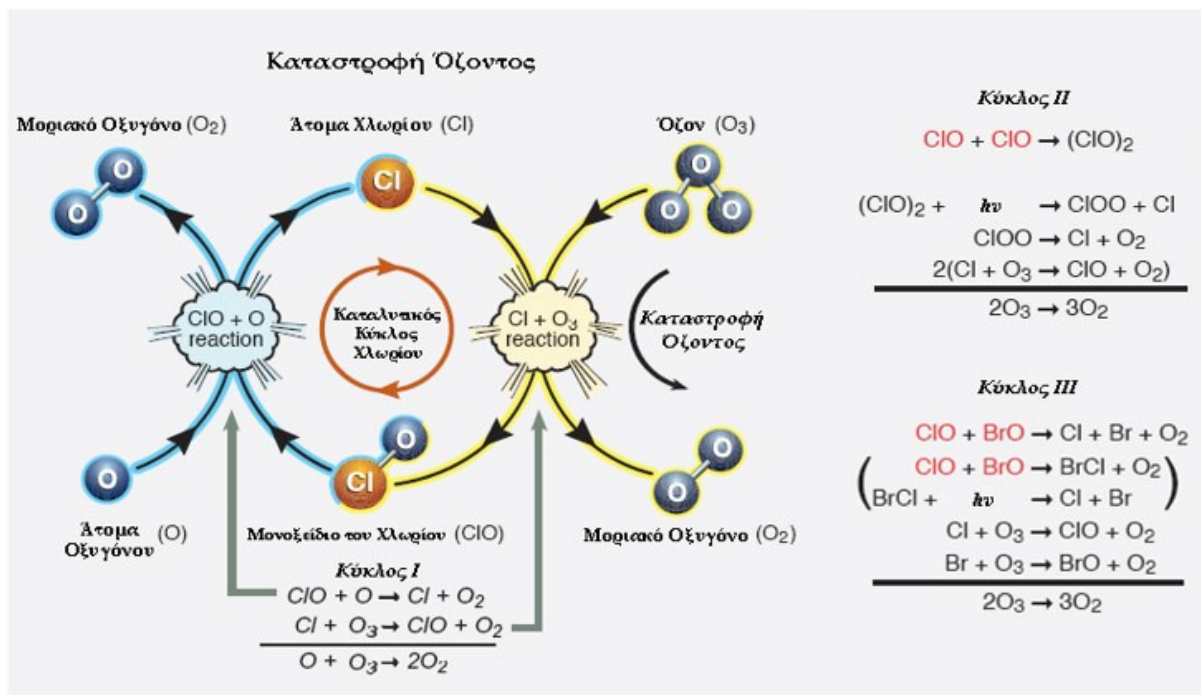 Καταστροφή Όζοντος
Μοριακό Οξυγόνο (O2)
Άτομα Χλωρίου (Cl)
Όζον (O3)
O
O
Cl
O
O
O
ClO + O
reaction
Καταλυτικός
Κύκλος
Χλωρίου
Cl + O3
reaction
Καταστροφή
Όζοντος
O
Cl
O
O
O
Άτομα (O)
Οξυγόνου
Μονοξείδιο του Χλωρίου (ClO)
Μοριακό Οξυγόνο (O2)
Κύκλος I
ClO + O → Cl + O2
Cl + O3 → ClO + O2
O + O3 → 2O2
Κύκλος II
ClO + ClO → (ClO)2
(ClO)2 + hν → ClOO + Cl
ClOO → Cl + O2
2(Cl + O3 → ClO + O2)
2O3 → 3O2
Κύκλος III
ClO + BrO → Cl + Br + O2
(ClO + BrO → BrCl + O2
BrCl + hν → Cl + Br)
Cl + O3 → ClO + O2
Br + O3 → BrO + O2
2O3 → 3O2